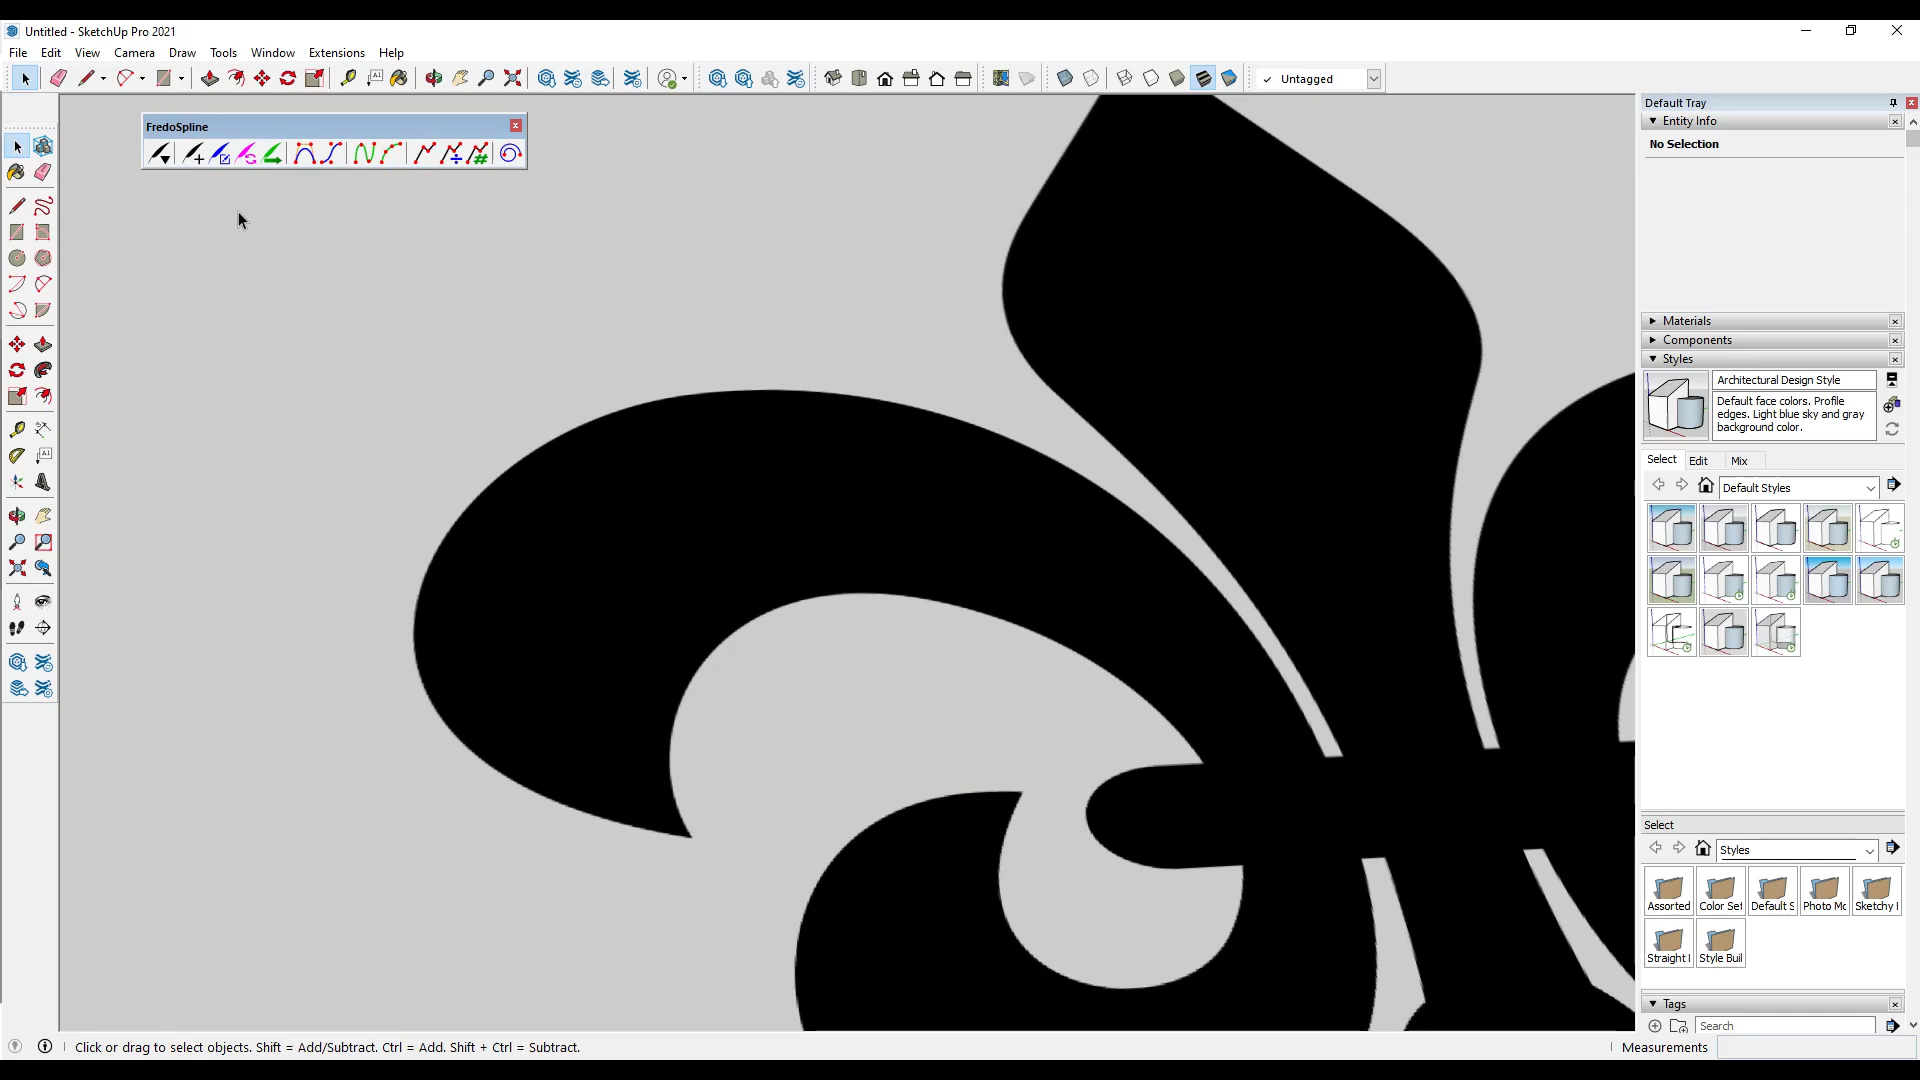 Untitled - SketchUp Pro 2021
File Edit View Camera Draw Tools Window Extensions Help
A1
✓ Untagged
FredoSpline
A1
Default Tray
Entity Info
No Selection
Materials
Components
Styles
Architectural Design Style
Default face colors. Profile
edges. Light blue sky and gray
background color.
Select Edit Mix
Default Styles
Select
Styles
Assorted Color Set Default S Photo Mo Sketchy I
Straight I Style Buil
Tags
Search
Click or drag to select objects. Shift = Add/Subtract. Ctrl = Add. Shift + Ctrl = Subtract.
Measurements